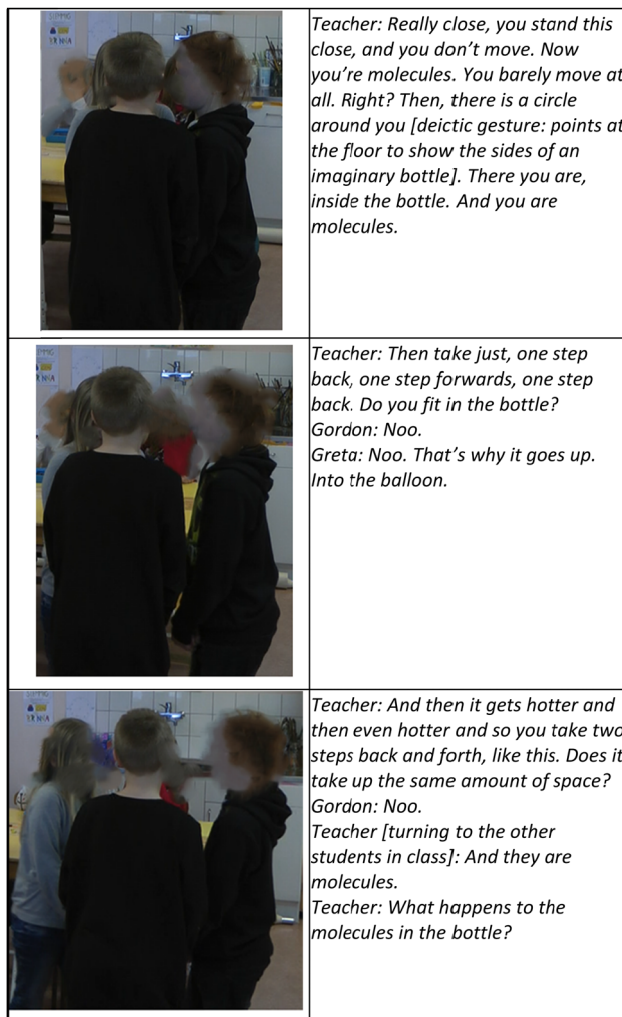 Teacher: Really close, you stand this
close, and you don't move. Now
you're molecules. You barely move at
all. Right? Then, there is a circle
around you [deictic gesture: points at
the floor to show the sides of an
imaginary bottle]. There you are,
inside the bottle. And you are
molecules.
Teacher: Then take just, one step
back, one step forwards, one step
back. Do you fit in the bottle?
Gordon: Noo.
Greta: Noo. That's why it goes up.
Into the balloon.
Teacher: And then it gets hotter and
then even hotter and so you take two
steps back and forth, like this. Does it
take up the same amount of space?
Gordon: Noo.
Teacher [turning to the other
students in class]: And they are
molecules.
Teacher: What happens to the
molecules in the bottle?